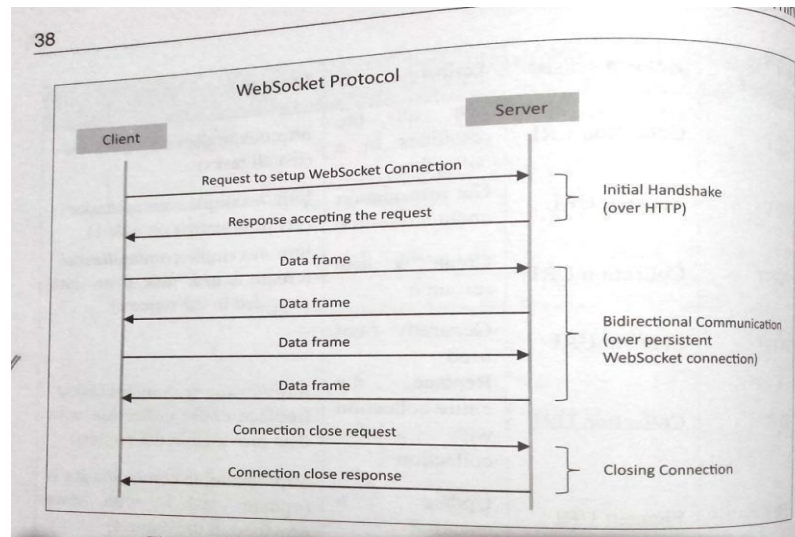 38
WebSocket Protocol
Client
Server
Request to setup WebSocket Connection
Response accepting the request
Initial Handshake
(over HTTP)
Data frame
Data frame
Data frame
Data frame
Bidirectional Communication
(over persistent
WebSocket connection)
Connection close request
Connection close response
Closing Connection